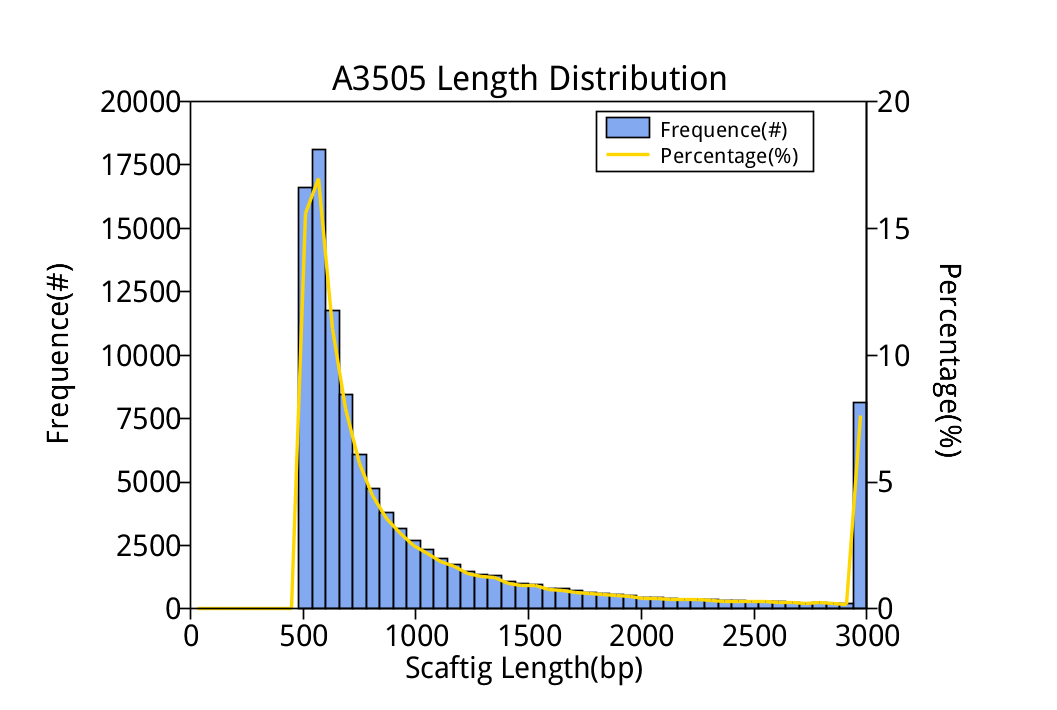 A3505 Length Distribution
Frequence(#)
Percentage(%)
20000
17500
15000
12500
10000
7500
5000
2500
0
20
15
10
5
0
Frequence(#)
Percentage(%)
0 500 1000 1500 2000 2500 3000
Scaftig Length(bp)